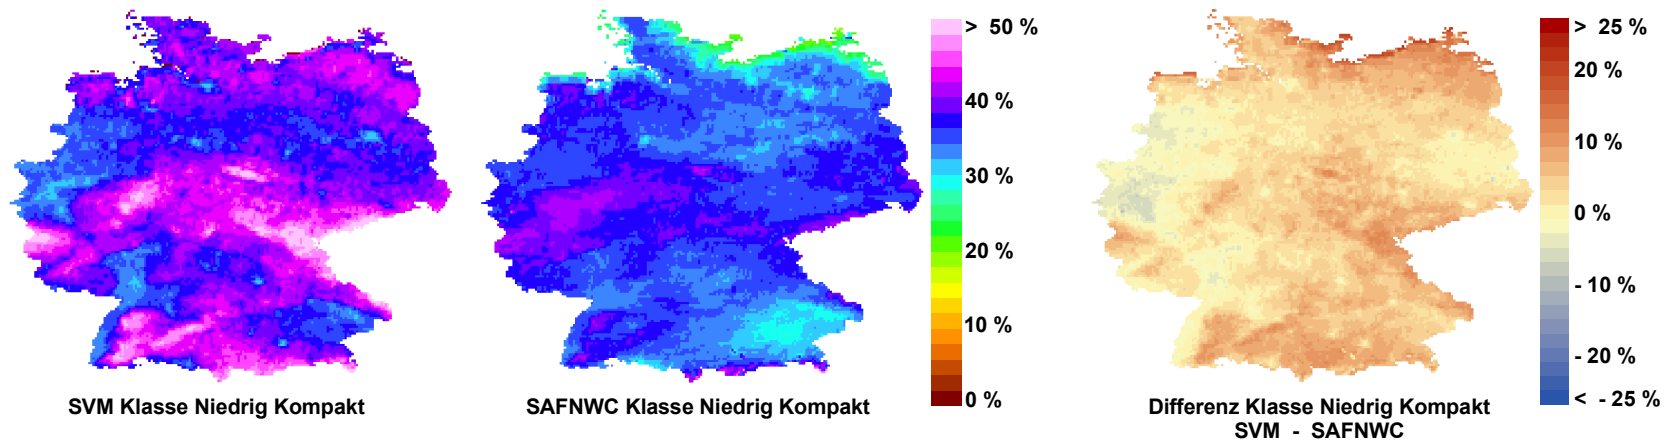 > 50 %
40 %
30 %
20 %
10 %
0 %
> 25 %
20 %
10 %
0 %
- 10 %
- 20 %
< - 25 %
SVM Klasse Niedrig Kompakt
SAFNWC Klasse Niedrig Kompakt
Differenz Klasse Niedrig Kompakt
SVM - SAFNWC